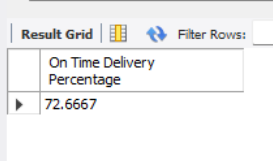 Result Grid Filter Rows:
On Time Delivery
Percentage
72.6667